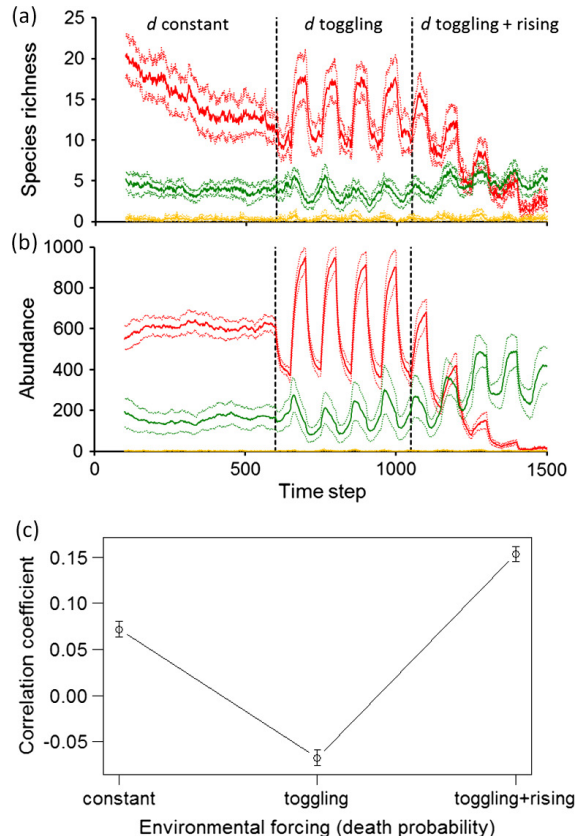 (a)
d constant
d toggling
d toggling + rising
Species richness
25
20
15
10
5
0
(b)
Abundance
1000
800
600
400
200
0
0
500
1000
1500
Time step
(c)
Correlation coefficient
0.15
0.10
0.05
0.00
-0.05
constant
toggling
toggling+rising
Environmental forcing (death probability)